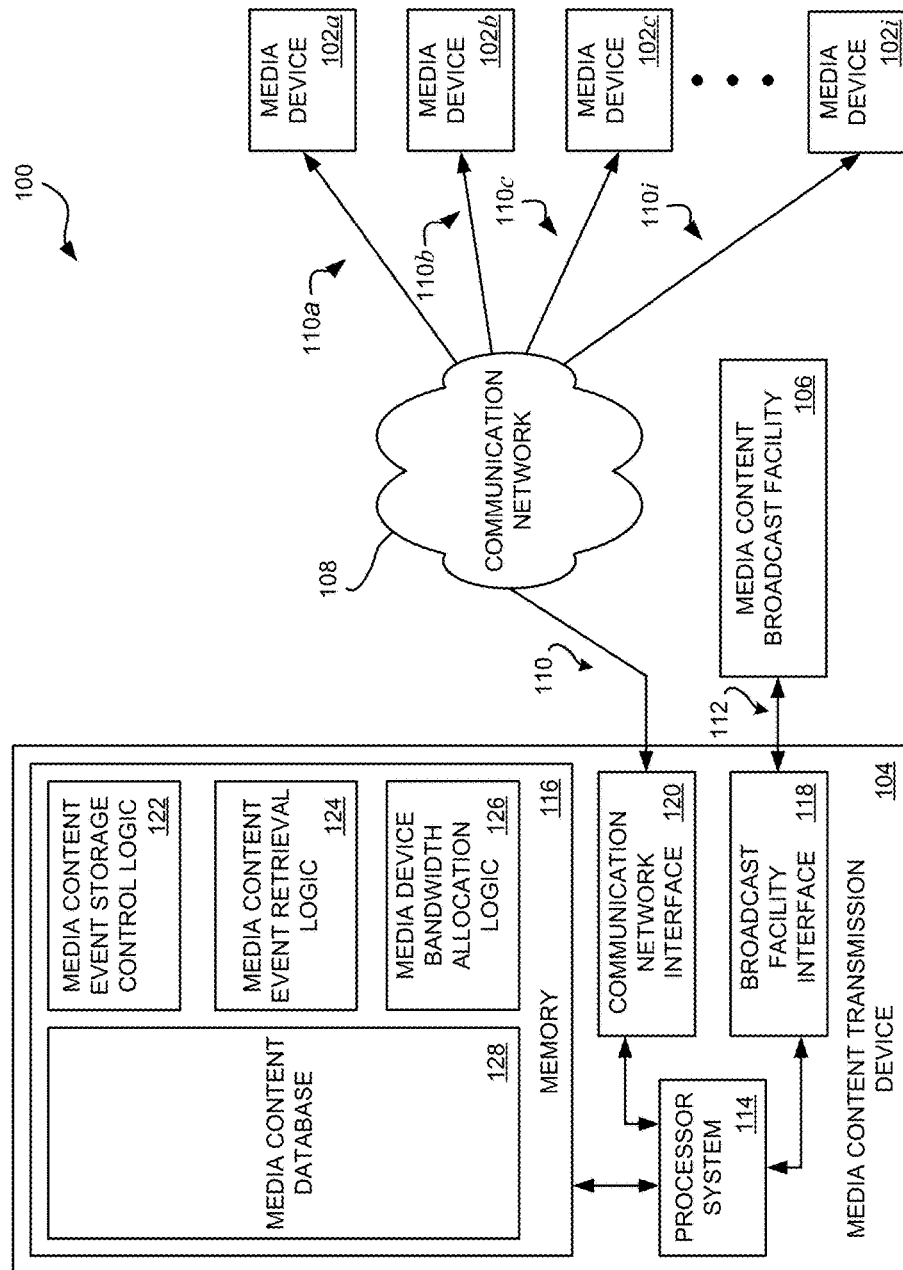 100
MEDIA CONTENT
DATABASE
128
MEDIA CONTENT
EVENT STORAGE
CONTROL LOGIC
122
MEDIA CONTENT
EVENT RETRIEVAL
LOGIC
124
MEDIA DEVICE
BANDWIDTH
ALLOCATION
LOGIC
126
MEMORY
116
PROCESSOR
SYSTEM
114
COMMUNICATION
NETWORK
INTERFACE
120
BROADCAST
FACILITY
INTERFACE
118
MEDIA CONTENT TRANSMISSION
DEVICE
104
110
112
108
COMMUNICATION
NETWORK
MEDIA CONTENT
BROADCAST FACILITY
106
110a
110b
110c
110i
MEDIA
DEVICE
102a
MEDIA
DEVICE
102b
MEDIA
DEVICE
102c
MEDIA
DEVICE
102i